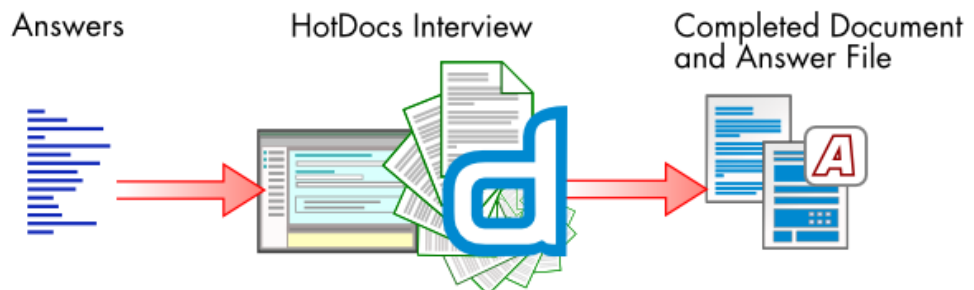 Answers
HotDocs Interview
Completed Document
and Answer File
d
A